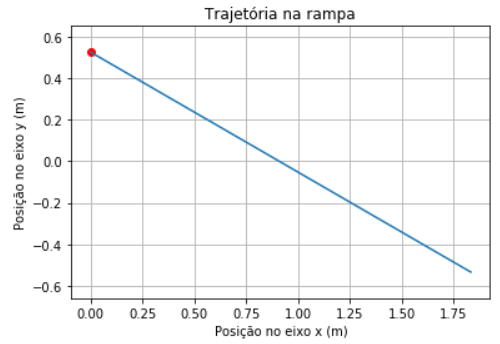 Trajetória na rampa
Posição no eixo y (m)
0.6
0.4
0.2
0.0
−0.2
−0.4
−0.6
0.00 0.25 0.50 0.75 1.00 1.25 1.50 1.75
Posição no eixo x (m)